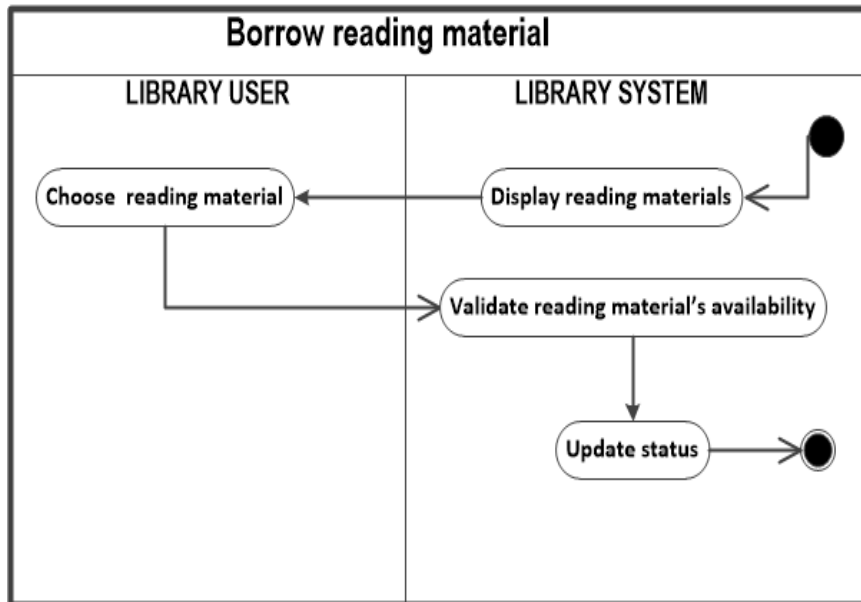 Borrow reading material
LIBRARY USER
LIBRARY SYSTEM
Choose reading material
Display reading materials
Validate reading material’s availability
Update status